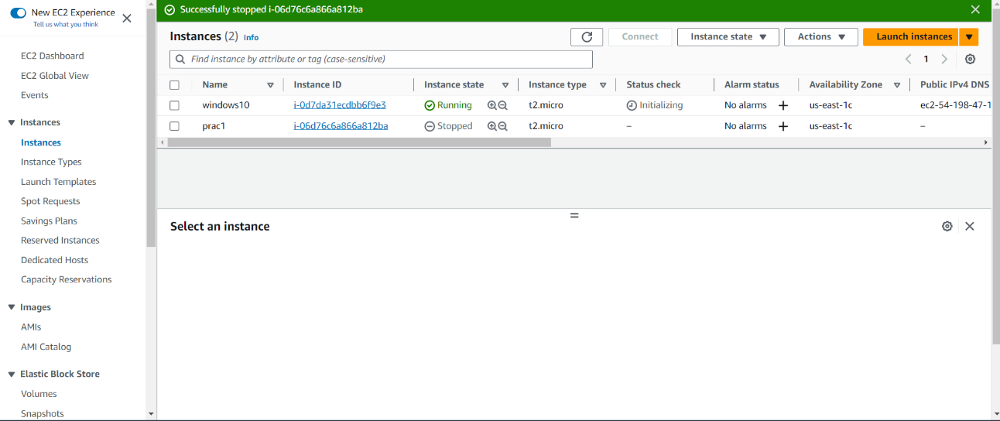 New EC2 Experience
Tell us what you think
EC2 Dashboard
EC2 Global View
Events
Instances
Instances
Instance Types
Launch Templates
Spot Requests
Savings Plans
Reserved Instances
Dedicated Hosts
Capacity Reservations
Images
AMIs
AMI Catalog
Elastic Block Store
Volumes
Snapshots
Successfully stopped i-06d76c6a866a812ba
Instances (2) Info
Connect
Instance state
Actions
Launch instances
Find instance by attribute or tag (case-sensitive)
1
Name Instance ID Instance state Instance type Status check Alarm status Availability Zone Public IPv4 DNS
windows10 i-0d7da31ecdbb6f9e3 Running t2.micro Initializing No alarms + us-east-1c ec2-54-198-47-1
prac1 i-06d76c6a866a812ba Stopped t2.micro – No alarms + us-east-1c –
Select an instance